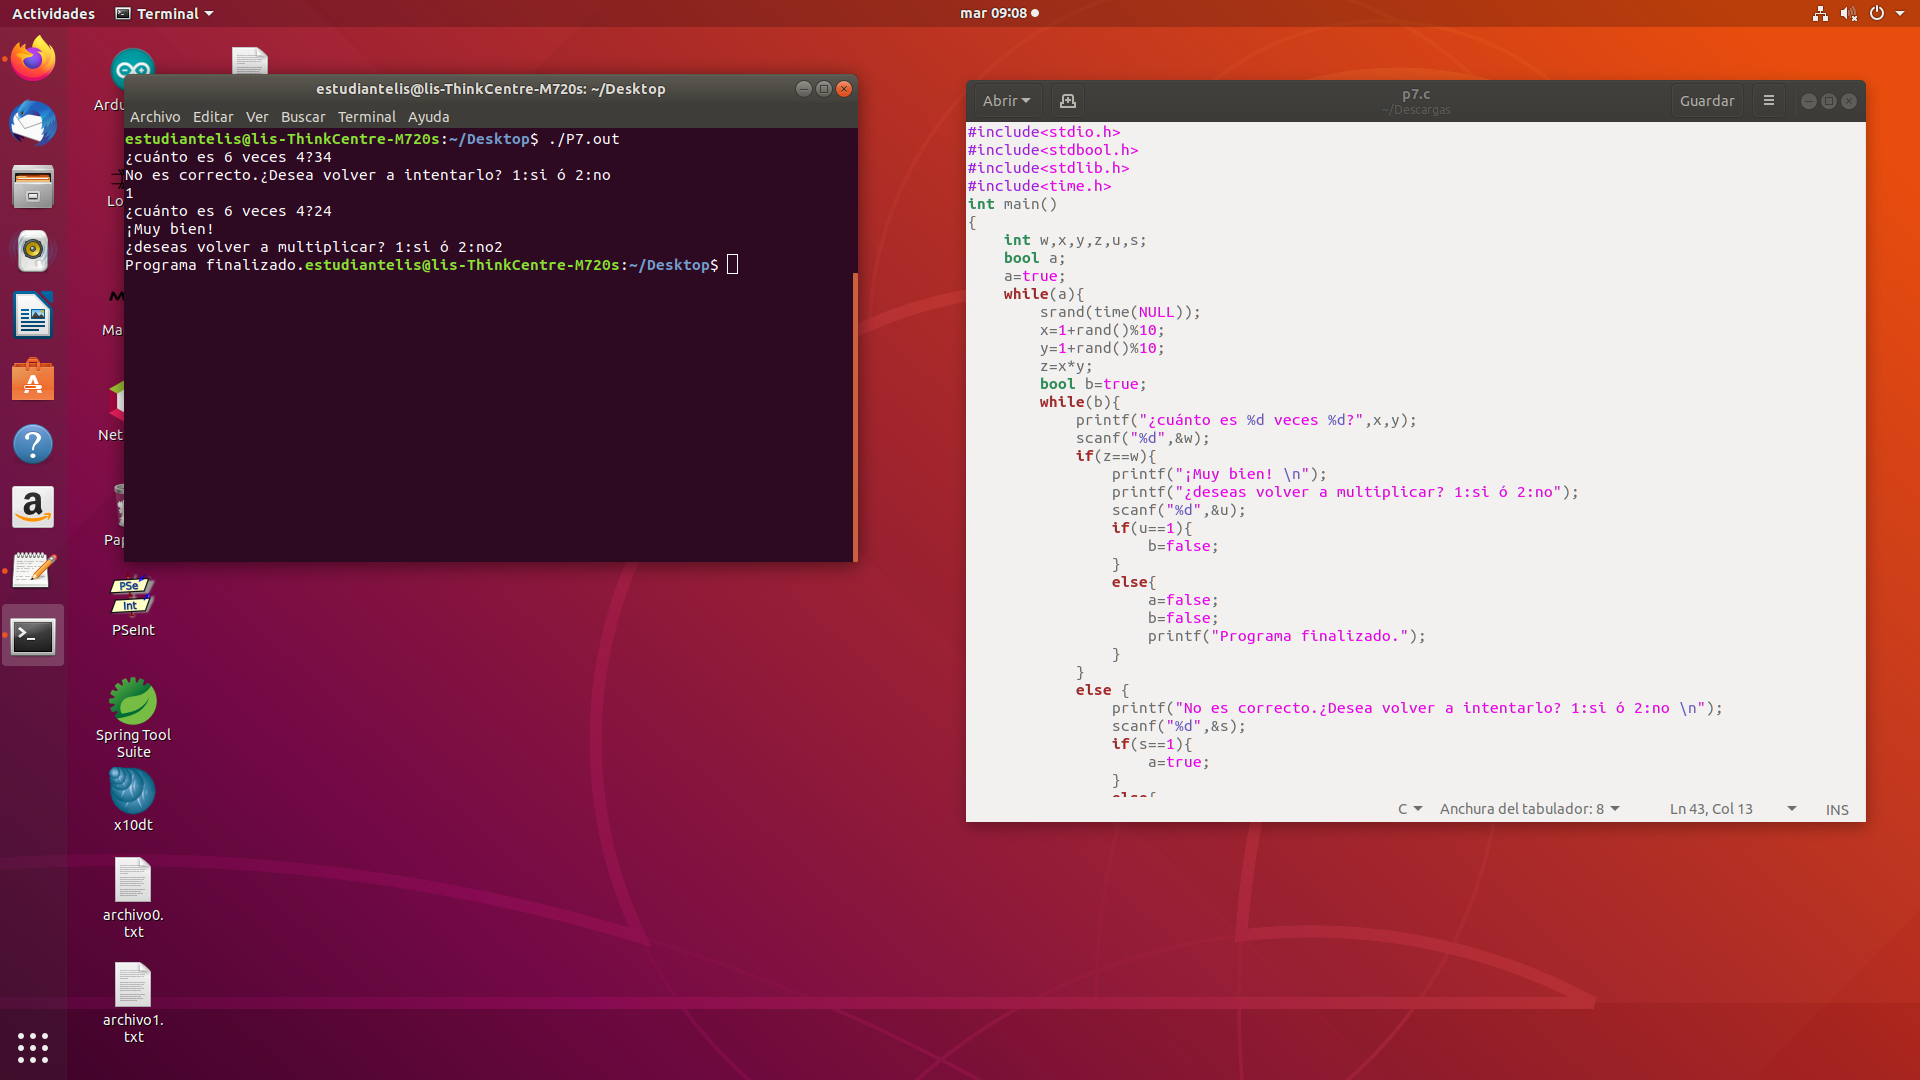 Actividades Terminal
mar 09:08
estudiantelis@lis-ThinkCentre-M720s: ~/Desktop
Archivo Editar Ver Buscar Terminal Ayuda
estudiantelis@lis-ThinkCentre-M720s:~/Desktop$ ./P7.out
¿cuánto es 6 veces 4?34
No es correcto.¿Desea volver a intentarlo? 1:si ó 2:no
1
¿cuánto es 6 veces 4?24
¡Muy bien!
¿deseas volver a multiplicar? 1:si ó 2:no2
Programa finalizado.estudiantelis@lis-ThinkCentre-M720s:~/Desktop$
Abrir
p7.c
~/Descargas
Guardar
#include<stdio.h>
#include<stdbool.h>
#include<stdlib.h>
#include<time.h>
int main()
{
    int w,x,y,z,u,s;
    bool a;
    a=true;
    while(a){
        srand(time(NULL));
        x=1+rand()%10;
        y=1+rand()%10;
        z=x*y;
        bool b=true;
        while(b){
            printf("¿cuánto es %d veces %d?",x,y);
            scanf("%d",&w);
            if(z==w){
                printf("¡Muy bien! \n");
                printf("¿deseas volver a multiplicar? 1:si ó 2:no");
                scanf("%d",&u);
                if(u==1){
                    b=false;
                }
                else{
                    a=false;
                    b=false;
                    printf("Programa finalizado.");
                }
            }
            else {
                printf("No es correcto.¿Desea volver a intentarlo? 1:si ó 2:no \n");
                scanf("%d",&s);
                if(s==1){
                    a=true;
                }
                else{
C Anchura del tabulador: 8 Ln 43, Col 13 INS
Ardu
Lo
Ma
Net
Pap
PSe
Int
PSeInt
Spring Tool
Suite
x10dt
archivo0.
txt
archivo1.
txt